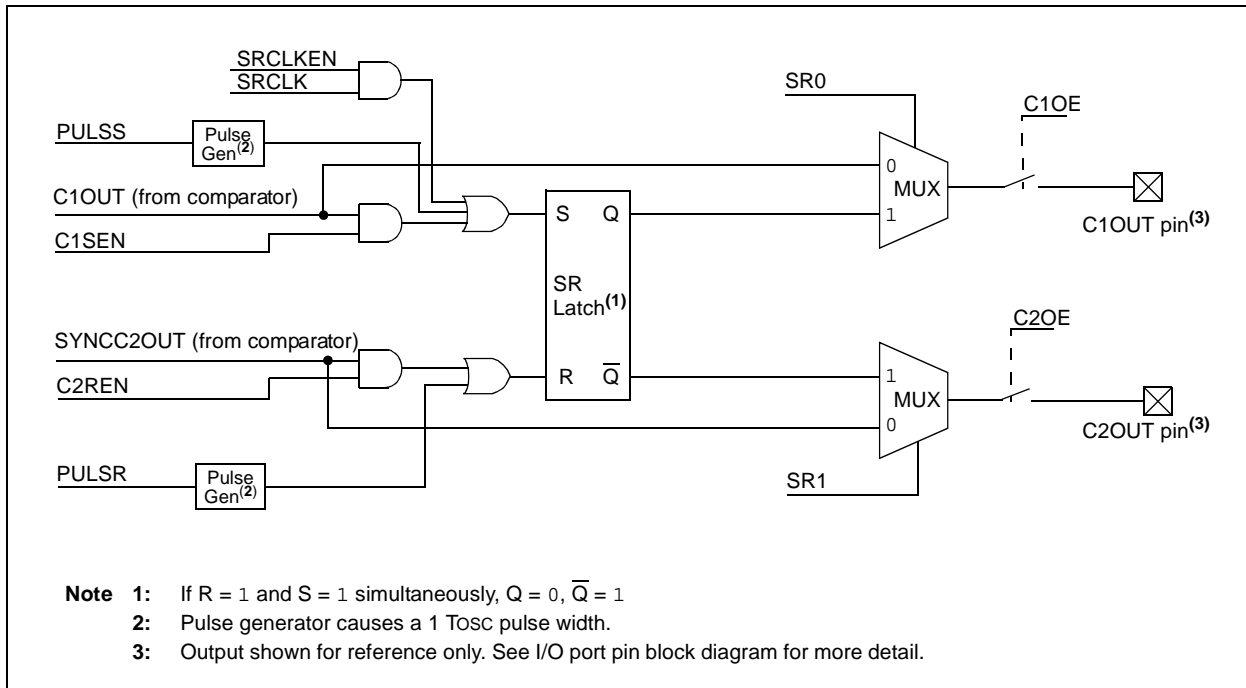 SRCLKEN
SRCLK
SR0
C1OE
PULSS
Pulse
Gen(2)
0
MUX
1
C1OUT (from comparator)
C1SEN
S Q
C1OUT pin(3)
SR
Latch(1)
SYNCC2OUT (from comparator)
C2OE
C2REN
R Q̅
1
MUX
0
C2OUT pin(3)
PULSR
Pulse
Gen(2)
SR1
Note 1: If R = 1 and S = 1 simultaneously, Q = 0, Q̅ = 1
2: Pulse generator causes a 1 TOSC pulse width.
3: Output shown for reference only. See I/O port pin block diagram for more detail.